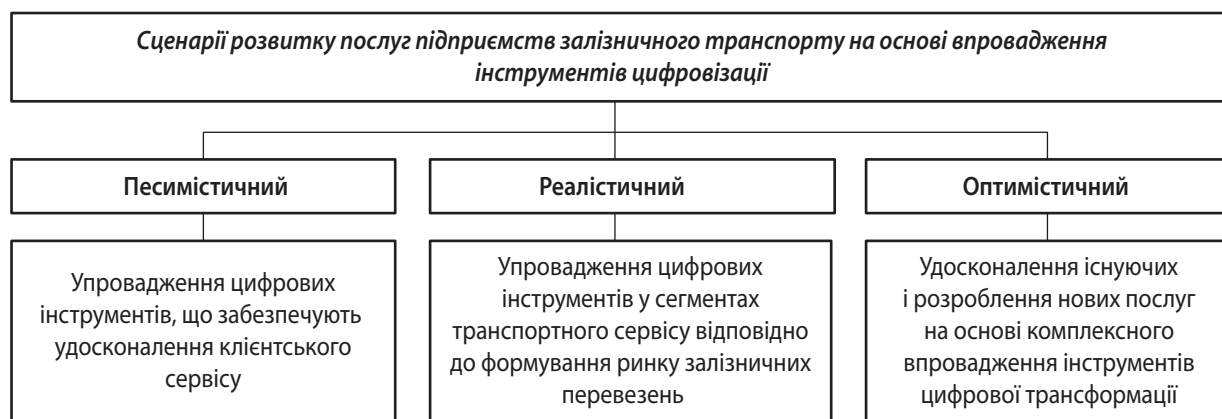 Сценарії розвитку послуг підприємств залізничного транспорту на основі впровадження
інструментів цифровізації
Песимістичний
Реалістичний
Оптимістичний
Упровадження цифрових
інструментів, що забезпечують
удосконалення клієнтського
сервісу
Упровадження цифрових
інструментів у сегментах
транспортного сервісу відповідно
до формування ринку залізничних
перевезень
Удосконалення існуючих
і розроблення нових послуг
на основі комплексного
впровадження інструментів
цифрової трансформації